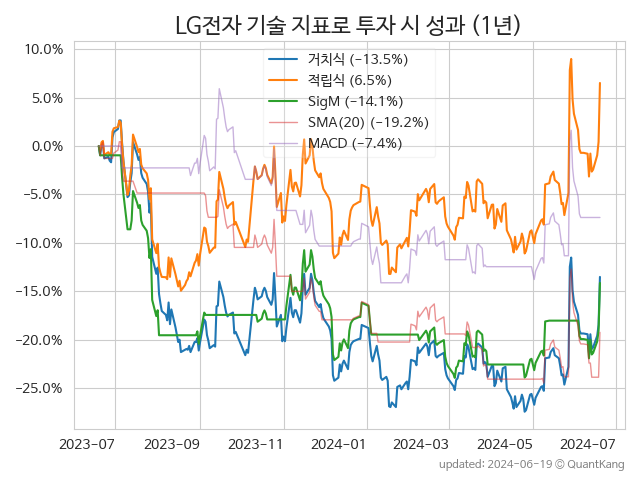 LG전자 기술 지표로 투자 시 성과 (1년)
10.0%
5.0%
0.0%
−5.0%
−10.0%
−15.0%
−20.0%
−25.0%
거치식 (−13.5%)
적립식 (6.5%)
SigM (−14.1%)
SMA(20) (−19.2%)
MACD (−7.4%)
2023-07 2023-09 2023-11 2024-01 2024-03 2024-05 2024-07
updated: 2024-06-19 ⓒ QuantKang